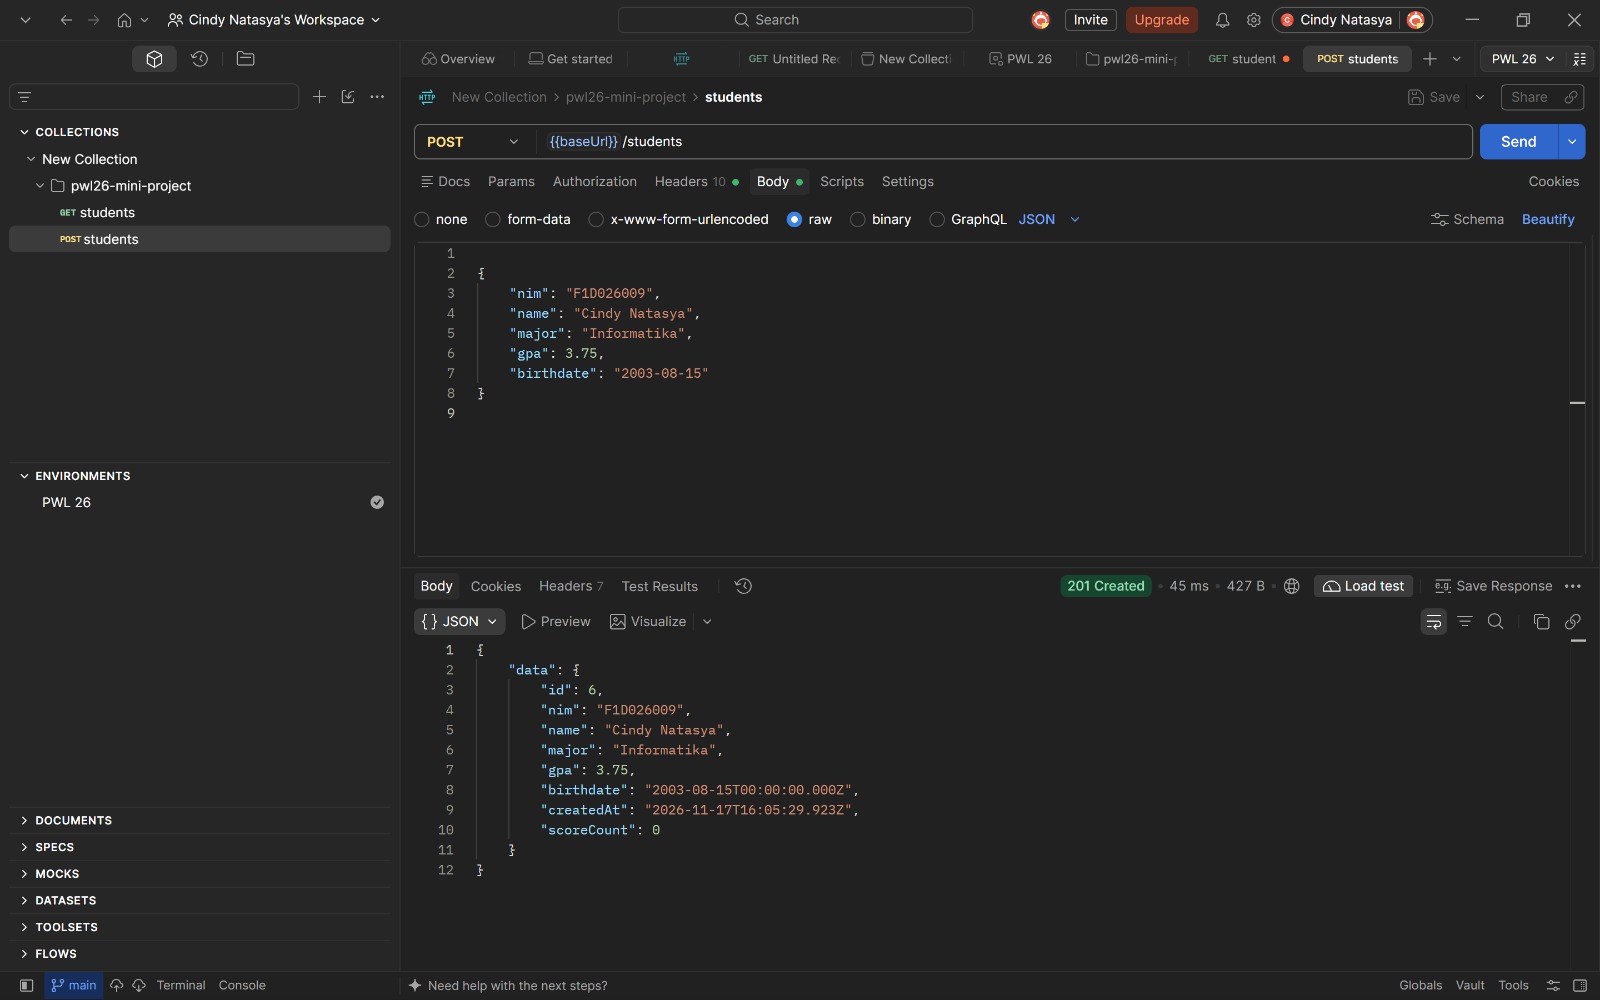 Cindy Natasya's Workspace
Search
Invite
Upgrade
C Cindy Natasya
Overview
Get started
HTTP
GET Untitled Rec
New Collecti
PWL 26
pwl26-mini-p
GET student
POST students
PWL 26
HTTP New Collection > pwl26-mini-project > students
Save
Share
COLLECTIONS
New Collection
pwl26-mini-project
GET students
POST students
POST
{{baseUrl}} /students
Send
Docs Params Authorization Headers 10 Body Scripts Settings
Cookies
none form-data x-www-form-urlencoded raw binary GraphQL JSON
Schema Beautify
1
2 {
3 "nim": "F1D026009",
4 "name": "Cindy Natasya",
5 "major": "Informatika",
6 "gpa": 3.75,
7 "birthdate": "2003-08-15"
8 }
9
ENVIRONMENTS
PWL 26
Body Cookies Headers 7 Test Results
201 Created • 45 ms • 427 B
Load test
e.g. Save Response
{} JSON Preview Visualize
1 {
2 "data": {
3 "id": 6,
4 "nim": "F1D026009",
5 "name": "Cindy Natasya",
6 "major": "Informatika",
7 "gpa": 3.75,
8 "birthdate": "2003-08-15T00:00:00.000Z",
9 "createdAt": "2026-11-17T16:05:29.923Z",
10 "scoreCount": 0
11 }
12 }
DOCUMENTS
SPECS
MOCKS
DATASETS
TOOLSETS
FLOWS
main
Terminal Console
Need help with the next steps?
Globals Vault Tools